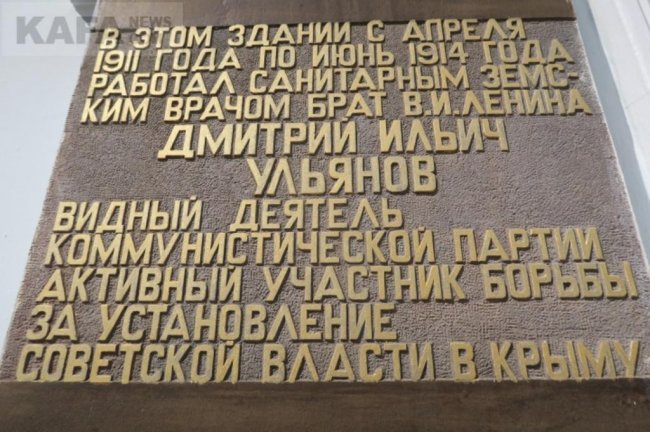 KAFA.NEWS
В ЭТОМ ЗДАНИИ С АПРЕЛЯ
1911 ГОДА ПО ИЮНЬ 1914 ГОДА
РАБОТАЛ САНИТАРНЫМ ЗЕМС-
КИМ ВРАЧОМ БРАТ В.И.ЛЕНИНА
ДМИТРИЙ ИЛЬИЧ
УЛЬЯНОВ
ВИДНЫЙ ДЕЯТЕЛЬ
КОММУНИСТИЧЕСКОЙ ПАРТИИ
АКТИВНЫЙ УЧАСТНИК БОРЬБЫ
ЗА УСТАНОВЛЕНИЕ
СОВЕТСКОЙ ВЛАСТИ В КРЫМУ